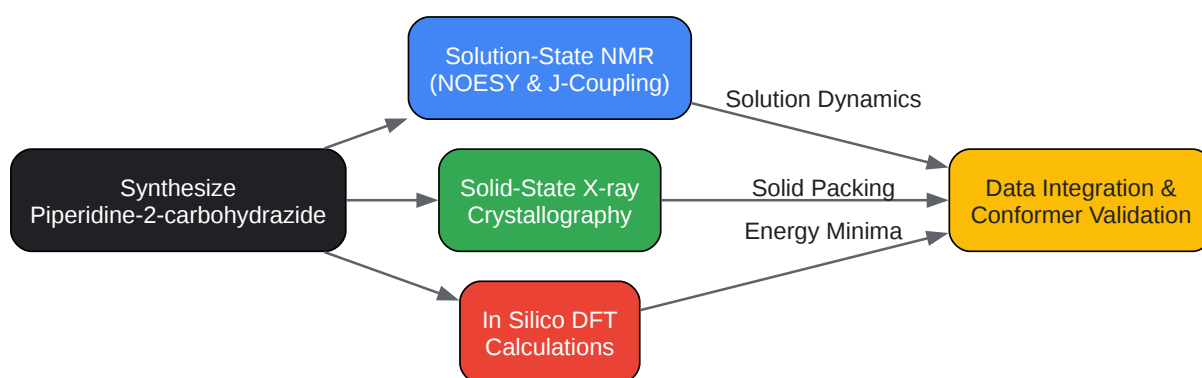 Synthesize
Piperidine-2-carbohydrazide
Solution-State NMR
(NOESY & J-Coupling)
Solid-State X-ray
Crystallography
In Silico DFT
Calculations
Solution Dynamics
Solid Packing
Energy Minima
Data Integration &
Conformer Validation